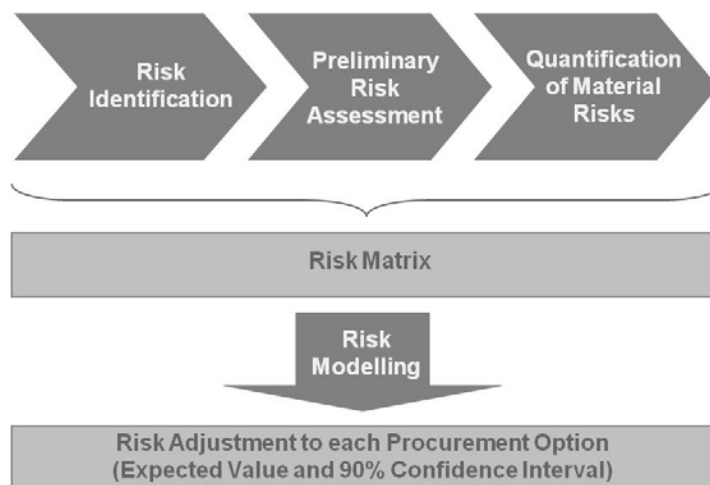 Risk
Identification
Preliminary
Risk
Assessment
Quantification
of Material
Risks
Risk Matrix
Risk
Modelling
Risk Adjustment to each Procurement Option
(Expected Value and 90% Confidence Interval)